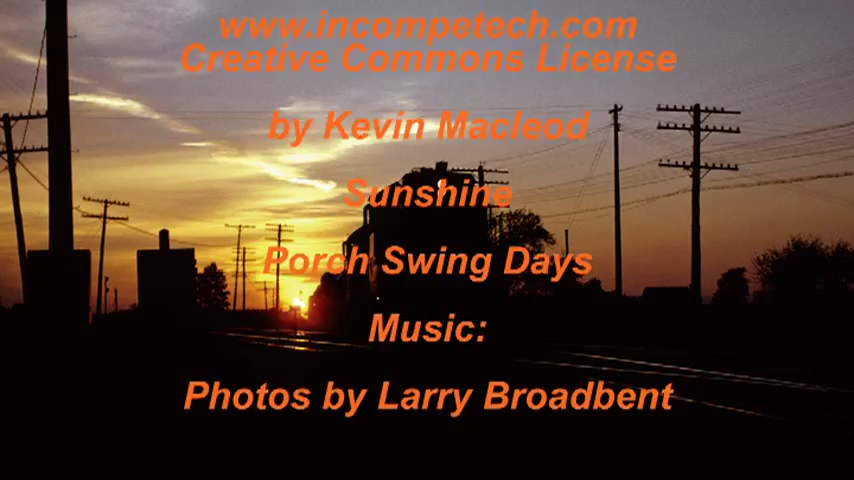 www.incompetech.com
Creative Commons License
by Kevin Macleod
Sunshine
Porch Swing Days
Music:
Photos by Larry Broadbent